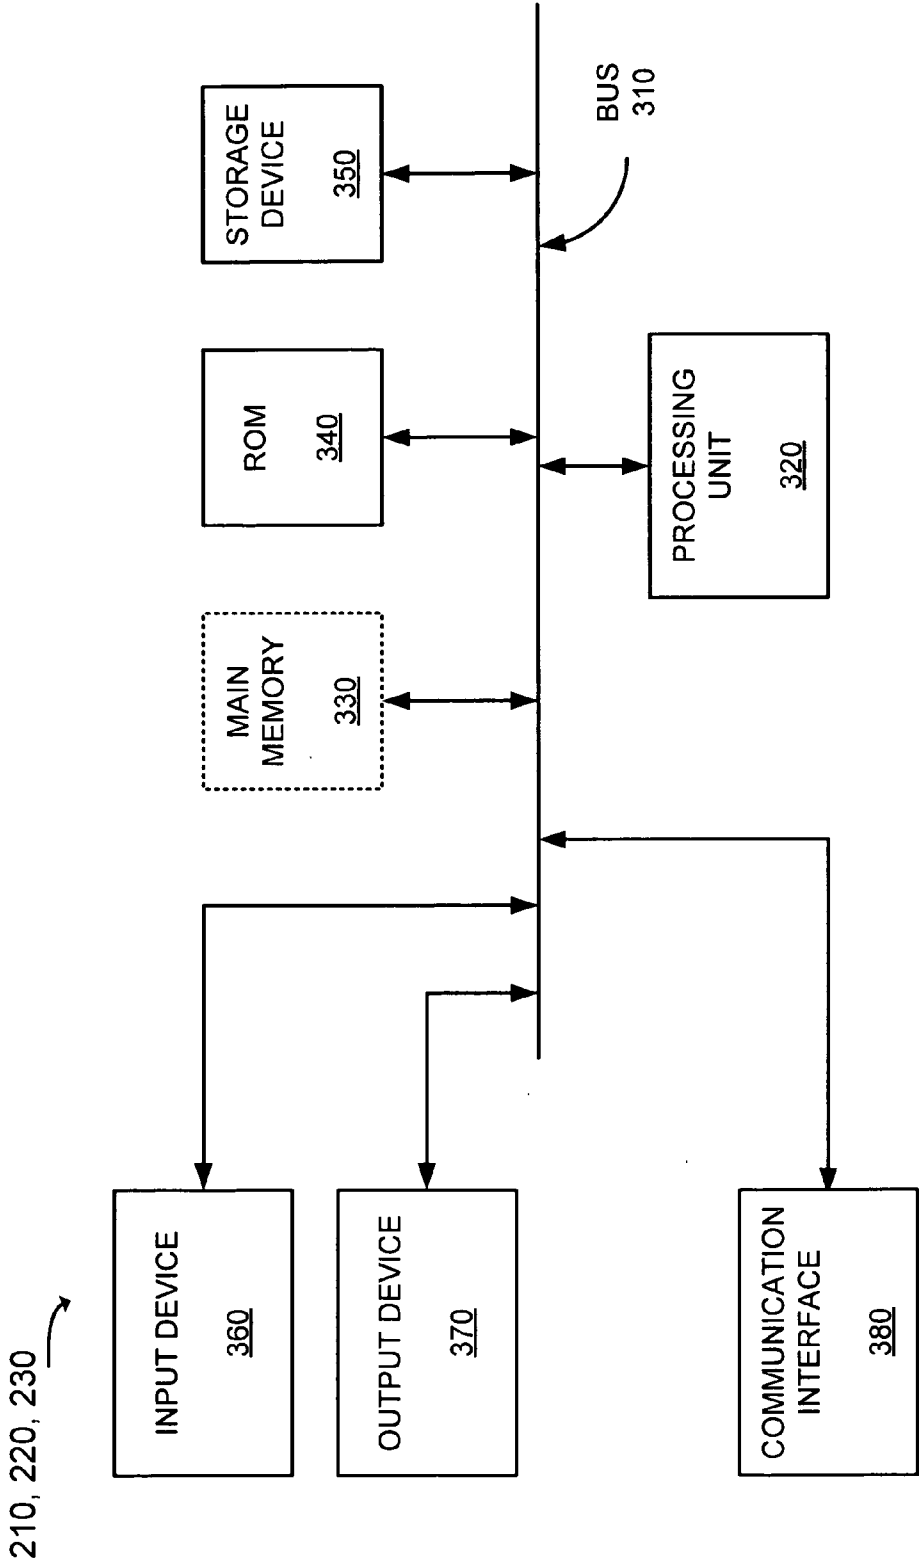 210, 220, 230
INPUT DEVICE
360
OUTPUT DEVICE
370
COMMUNICATION
INTERFACE
380
MAIN
MEMORY
330
ROM
340
STORAGE
DEVICE
350
PROCESSING
UNIT
320
BUS
310